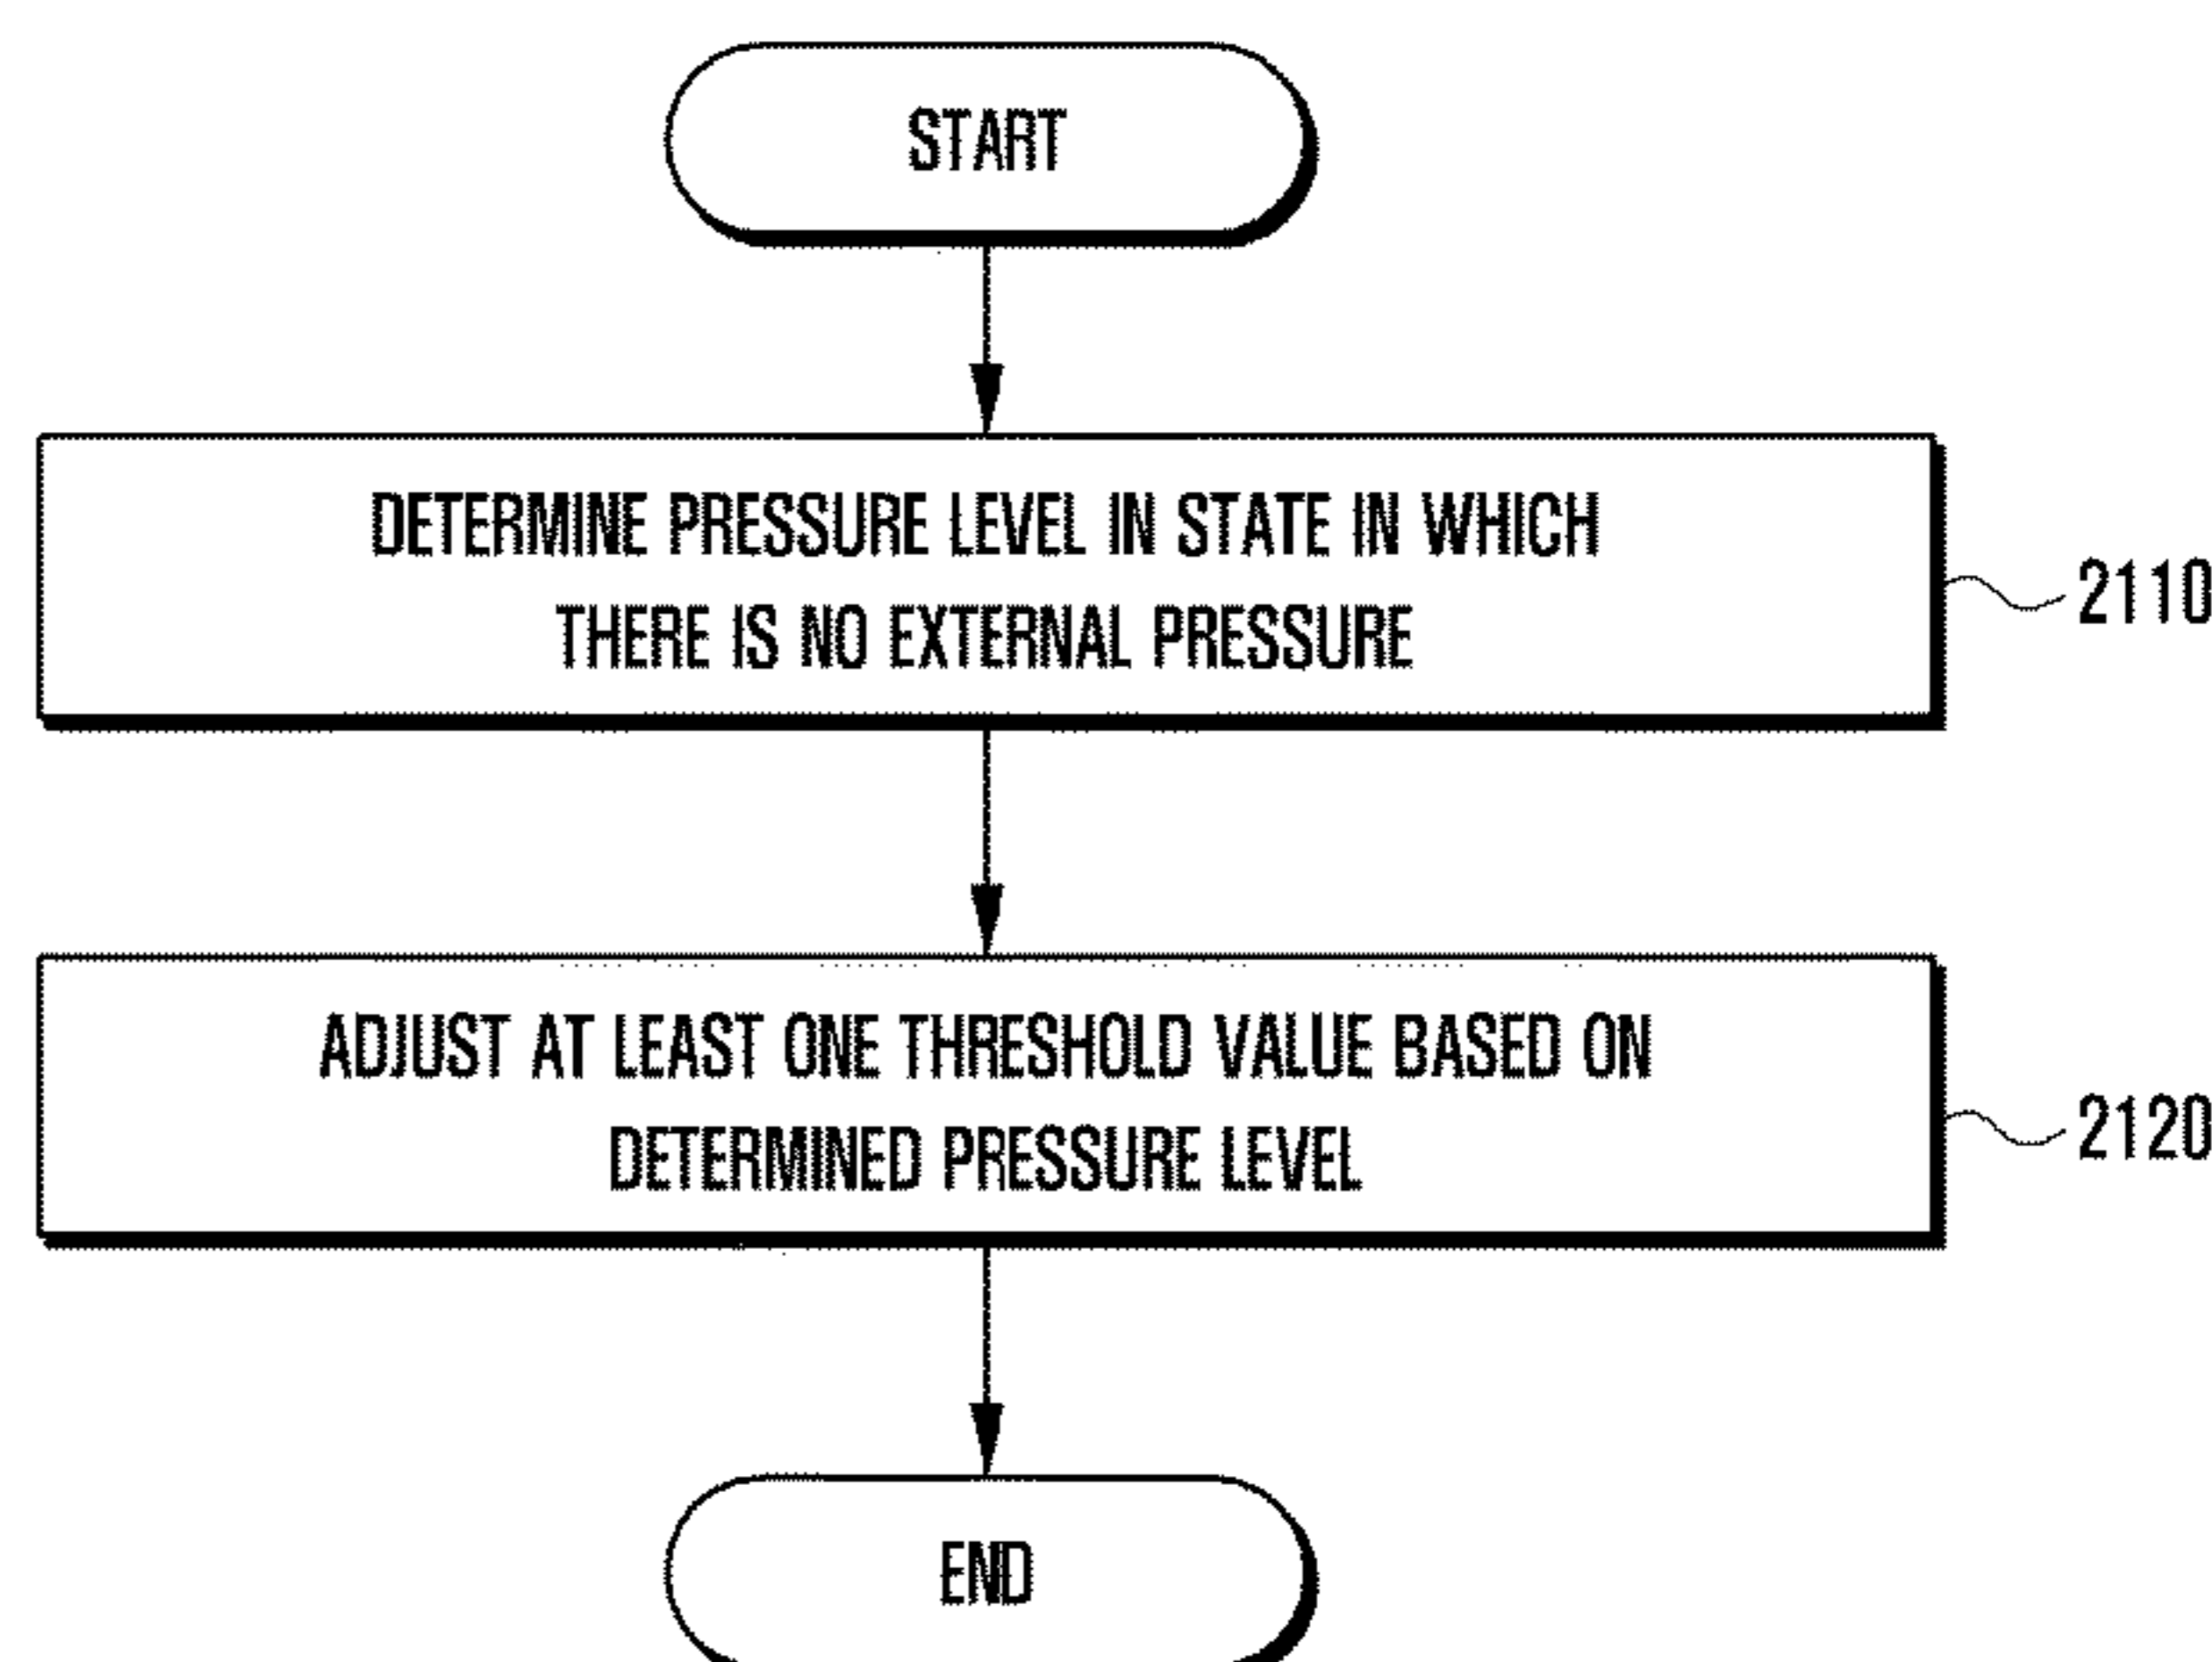 START
DETERMINE PRESSURE LEVEL IN STATE IN WHICH
THERE IS NO EXTERNAL PRESSURE
2110
ADJUST AT LEAST ONE THRESHOLD VALUE BASED ON
DETERMINED PRESSURE LEVEL
2120
END